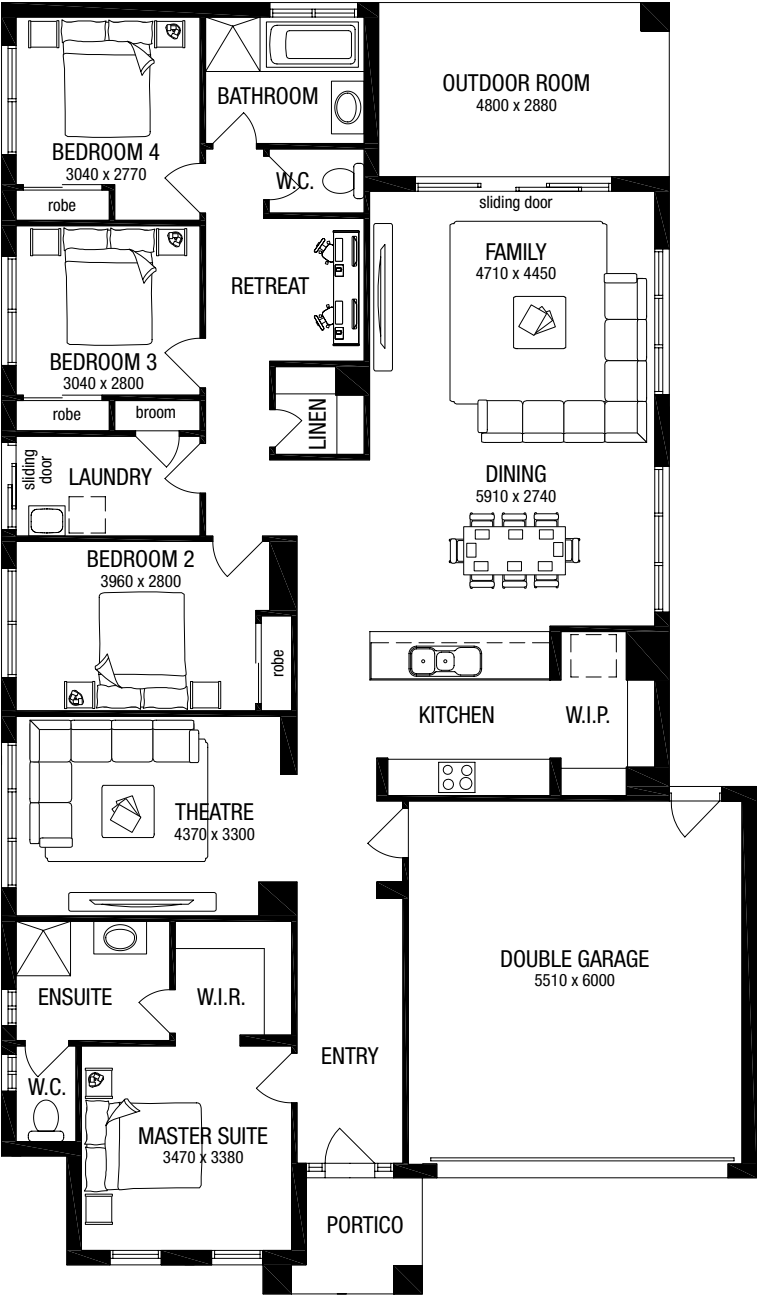 BATHROOM
OUTDOOR ROOM
4800 x 2880
BEDROOM 4
3040 x 2770
W.C.
robe
sliding door
FAMILY
4710 x 4450
RETREAT
BEDROOM 3
3040 x 2800
robe
broom
LINEN
sliding
door
LAUNDRY
DINING
5910 x 2740
BEDROOM 2
3960 x 2800
robe
KITCHEN
W.I.P.
THEATRE
4370 x 3300
DOUBLE GARAGE
5510 x 6000
ENSUITE
W.I.R.
ENTRY
W.C.
MASTER SUITE
3470 x 3380
PORTICO